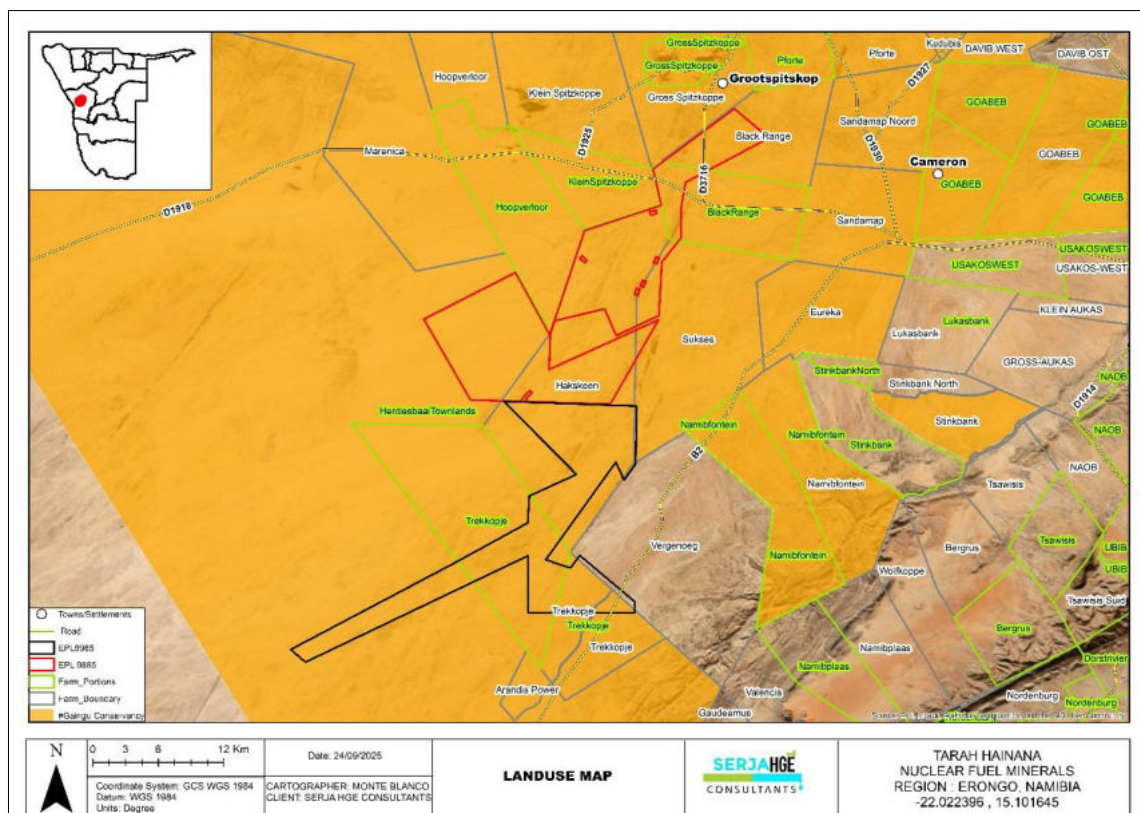 GrossSpitzkoppe
GrossSpitzkoppe
Pforte
Pforte
Kudubis
DAVIB WEST
DAVIB OST
Hoopverloor
Klein Spitzkoppe
Grootspitskop
Gross Spitzkoppe
D1927
GOABEB
D1925
Black Range
Sandamap Noord
GOABEB
Marenica
D1930
GOABEB
Cameron
GOABEB
KleinSpitzkoppe
D3716
GOABEB
D1918
Hoopverloor
BlackRange
Sandamap
USAKOSWEST
USAKOSWEST
USAKOS-WEST
Eureka
Lukasbank
Lukasbank
KLEIN AUKAS
Sukses
GROSS-AUKAS
StinkbankNorth
Stinkbank North
NAOB
Hakskeen
D1914
HentiesbaaiTownlands
Namibfontein
Stinkbank
Namibfontein
Stinkbank
NAOB
B2
NAOB
Namibfontein
Tsawisis
Trekkopje
Vergenoeg
Bergrus
Tsawisis
UBIB
Namibfontein
Wolfkoppe
UBIB
Trekkopje
Tsawisis Suid
Trekkopje
Bergrus
Trekkopje
Namibplaas
Namibplaas
Dorstrivier
Arandis Power
Valencis
Nordenburg
Nordenburg
Gaudeamus
Towns/Settlements
Road
EPL9985
EPL 9885
Farm_Portions
Farm_Boundary
#Gaingu Conservancy
N
0 3 6 12 Km
Coordinate System: GCS WGS 1984
Datum: WGS 1984
Units: Degree
Date: 24/09/2025
CARTOGRAPHER: MONTE BLANCO
CLIENT: SERJA HGE CONSULTANTS
LANDUSE MAP
SERJAHGE
CONSULTANTS
TARAH HAINANA
NUCLEAR FUEL MINERALS
REGION : ERONGO, NAMIBIA
-22.022396 , 15.101645